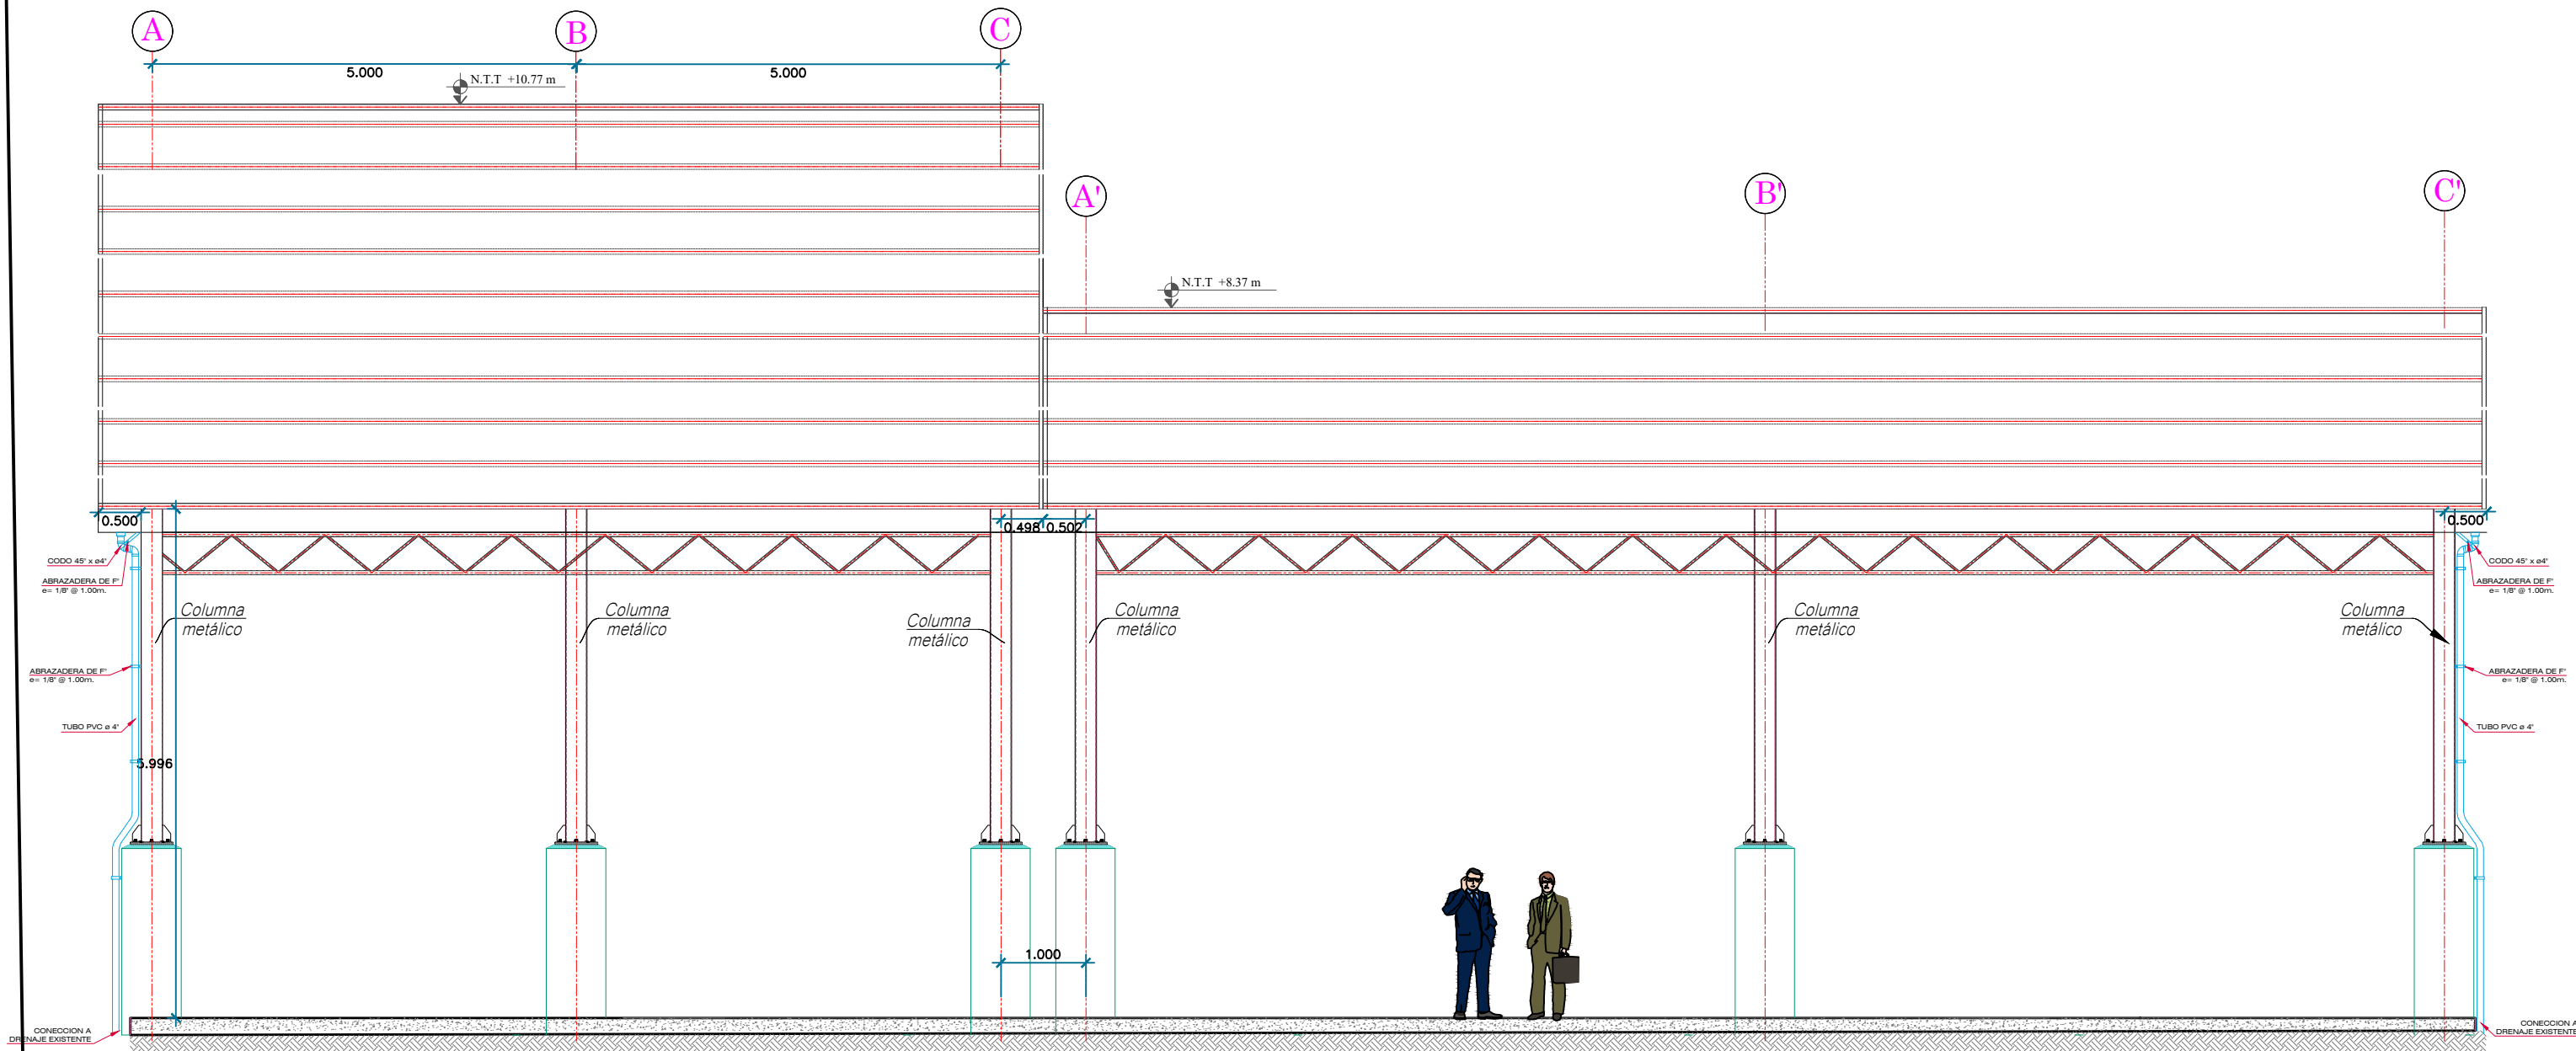 A
B
C
5.000
5.000
N.T.T +10.77 m
A'
B'
C'
N.T.T +8.37 m
0.500
0.498
0.502
0.500
CODO 45° x ø4"
ABRAZADERA DE F°
e= 1/8" @ 1.00m.
CODO 45° x ø4"
ABRAZADERA DE F°
e= 1/8" @ 1.00m.
Columna
metálico
Columna
metálico
Columna
metálico
Columna
metálico
Columna
metálico
Columna
metálico
ABRAZADERA DE F°
e= 1/8" @ 1.00m.
ABRAZADERA DE F°
e= 1/8" @ 1.00m.
TUBO PVC ø 4"
TUBO PVC ø 4"
5.996
1.000
CONECCION A
DRENAJE EXISTENTE
CONECCION A
DRENAJE EXISTENTE